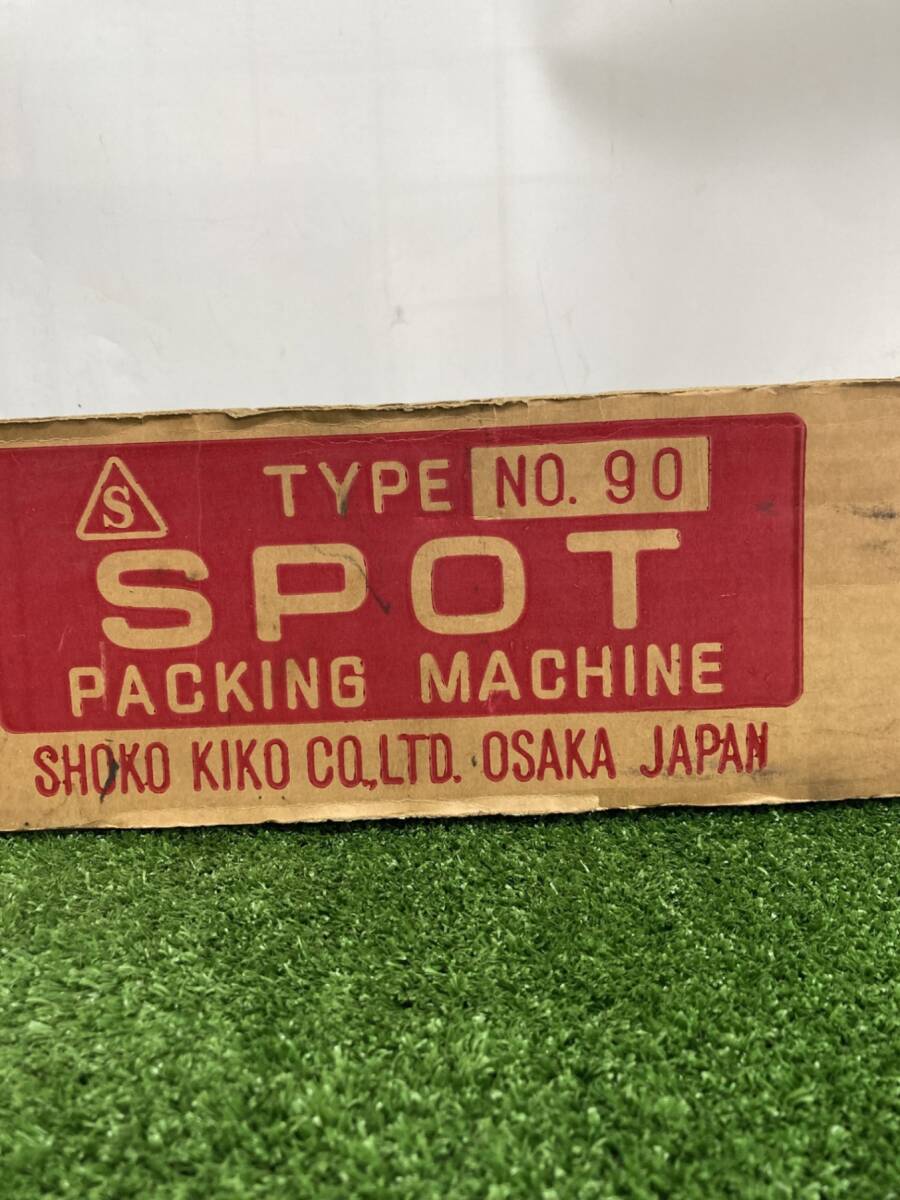 S
TYPE NO. 90
SPOT
PACKING MACHINE
SHOKO KIKO CO.,LTD. OSAKA JAPAN